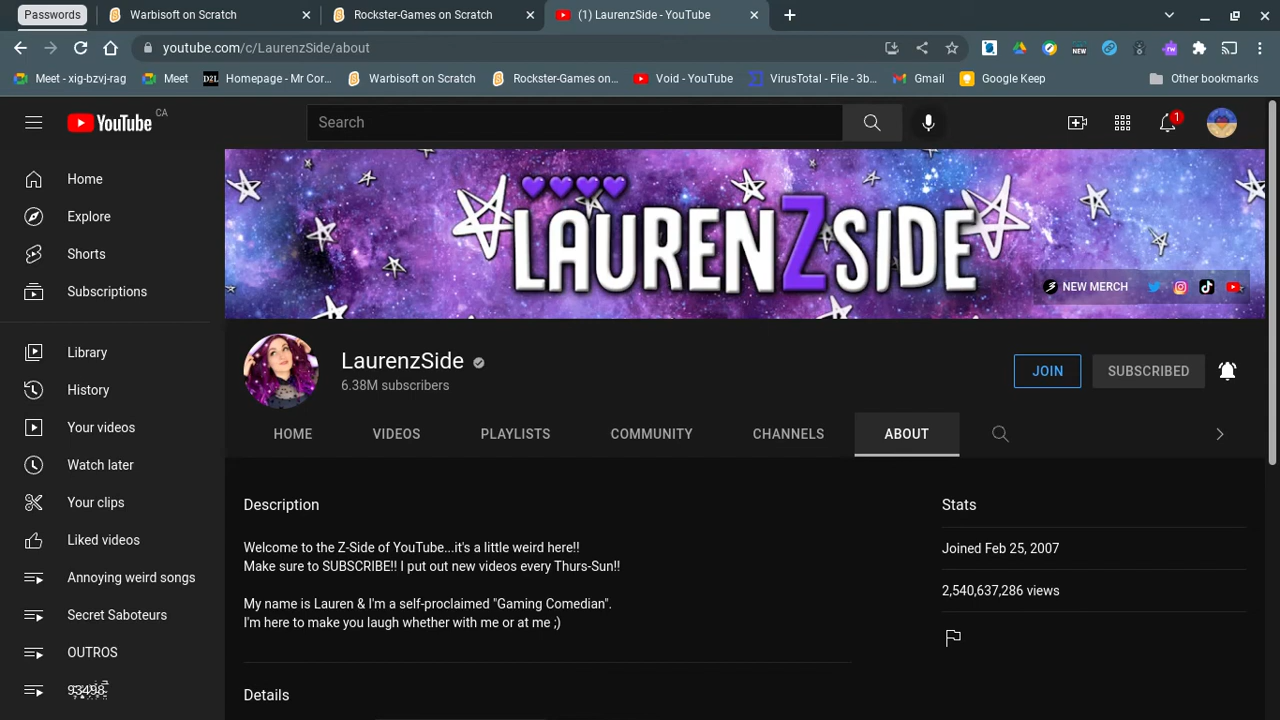 Passwords
Warbisoft on Scratch
Rockster-Games on Scratch
(1) LaurenzSide - YouTube
youtube.com/c/LaurenzSide/about
Meet - xig-bzvj-rag
Meet
D2L
Homepage - Mr Cor...
Warbisoft on Scratch
Rockster-Games on...
Void - YouTube
VirusTotal - File - 3b...
Gmail
Google Keep
Other bookmarks
YouTube CA
Search
1
Home
Explore
Shorts
Subscriptions
Library
History
Your videos
Watch later
Your clips
Liked videos
Annoying weird songs
Secret Saboteurs
OUTROS
LAURENZSIDE
NEW MERCH
LaurenzSide
6.38M subscribers
JOIN
SUBSCRIBED
HOME
VIDEOS
PLAYLISTS
COMMUNITY
CHANNELS
ABOUT
Description
Welcome to the Z-Side of YouTube...it's a little weird here!!
Make sure to SUBSCRIBE!! I put out new videos every Thurs-Sun!!
My name is Lauren & I'm a self-proclaimed "Gaming Comedian".
I'm here to make you laugh whether with me or at me ;)
Details
Stats
Joined Feb 25, 2007
2,540,637,286 views